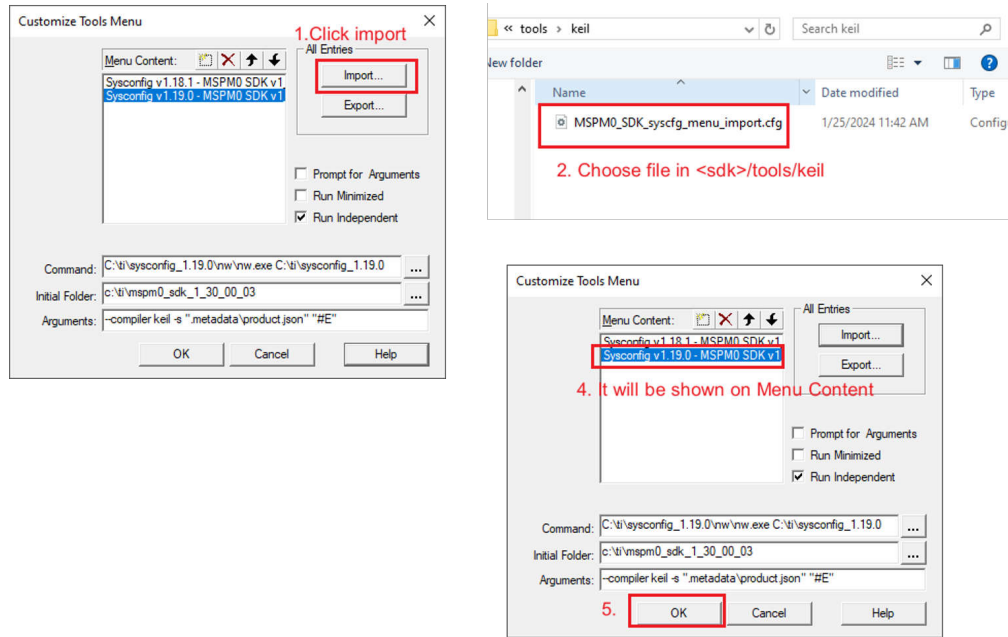 Customize Tools Menu
1.Click import
Menu Content:
All Entries
Sysconfig v1.18.1 - MSPM0 SDK v1
Sysconfig v1.19.0 - MSPM0 SDK v1
Import...
Export...
Prompt for Arguments
Run Minimized
Run Independent
Command:
C:\ti\sysconfig_1.19.0\nw\nw.exe C:\ti\sysconfig_1.19.0
...
Initial Folder:
c:\ti\mspm0_sdk_1_30_00_03
...
Arguments:
--compiler keil -s ".metadata\product.json" "#E"
OK
Cancel
Help
« tools > keil
Search keil
New folder
Name
Date modified
Type
MSPM0_SDK_syscfg_menu_import.cfg
1/25/2024 11:42 AM
Config
2. Choose file in <sdk>/tools/keil
Customize Tools Menu
Menu Content:
All Entries
Sysconfig v1.18.1 - MSPM0 SDK v1
Sysconfig v1.19.0 - MSPM0 SDK v1
Import...
Export...
4. It will be shown on Menu Content
Prompt for Arguments
Run Minimized
Run Independent
Command:
C:\ti\sysconfig_1.19.0\nw\nw.exe C:\ti\sysconfig_1.19.0
...
Initial Folder:
c:\ti\mspm0_sdk_1_30_00_03
...
Arguments:
--compiler keil -s ".metadata\product.json" "#E"
5.
OK
Cancel
Help